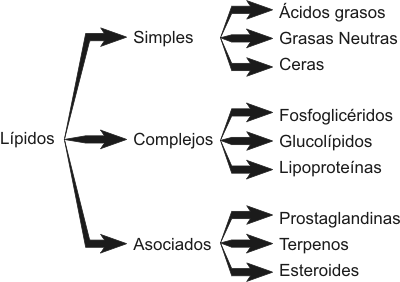 Lípidos
Simples
Ácidos grasos
Grasas Neutras
Ceras
Complejos
Fosfoglicéridos
Glucolípidos
Lipoproteínas
Asociados
Prostaglandinas
Terpenos
Esteroides